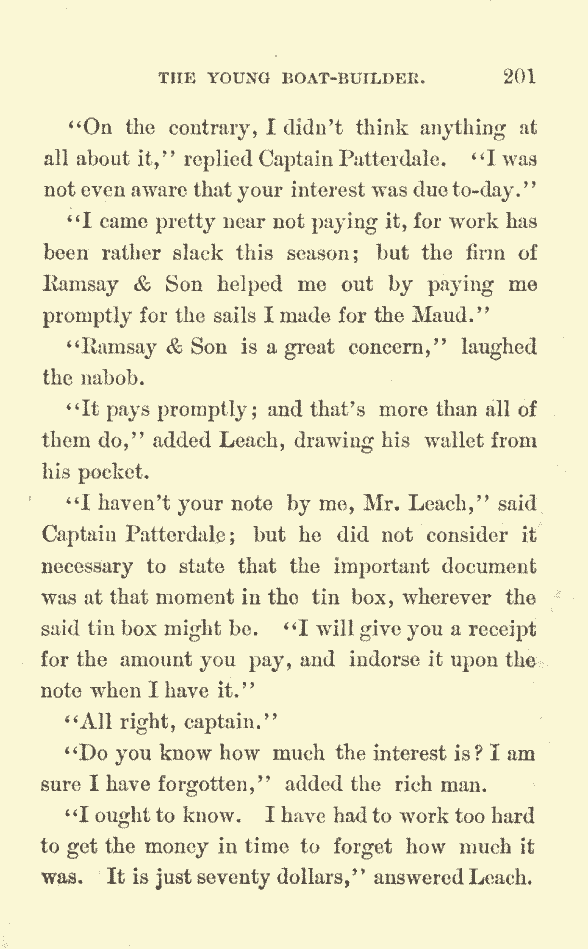 THE YOUNG BOAT-BUILDER. 201
“On the contrary, I didn’t think anything at
all about it,” replied Captain Patterdale. “I was
not even aware that your interest was due to-day.”
“I came pretty near not paying it, for work has
been rather slack this season; but the firm of
Ramsay & Son helped me out by paying me
promptly for the sails I made for the Maud.”
“Ramsay & Son is a great concern,” laughed
the nabob.
“It pays promptly; and that’s more than all of
them do,” added Leach, drawing his wallet from
his pocket.
“I haven’t your note by me, Mr. Leach,” said
Captain Patterdale; but he did not consider it
necessary to state that the important document
was at that moment in the tin box, wherever the
said tin box might be. “I will give you a receipt
for the amount you pay, and indorse it upon the
note when I have it.”
“All right, captain.”
“Do you know how much the interest is? I am
sure I have forgotten,” added the rich man.
“I ought to know. I have had to work too hard
to get the money in time to forget how much it
was. It is just seventy dollars,” answered Leach.